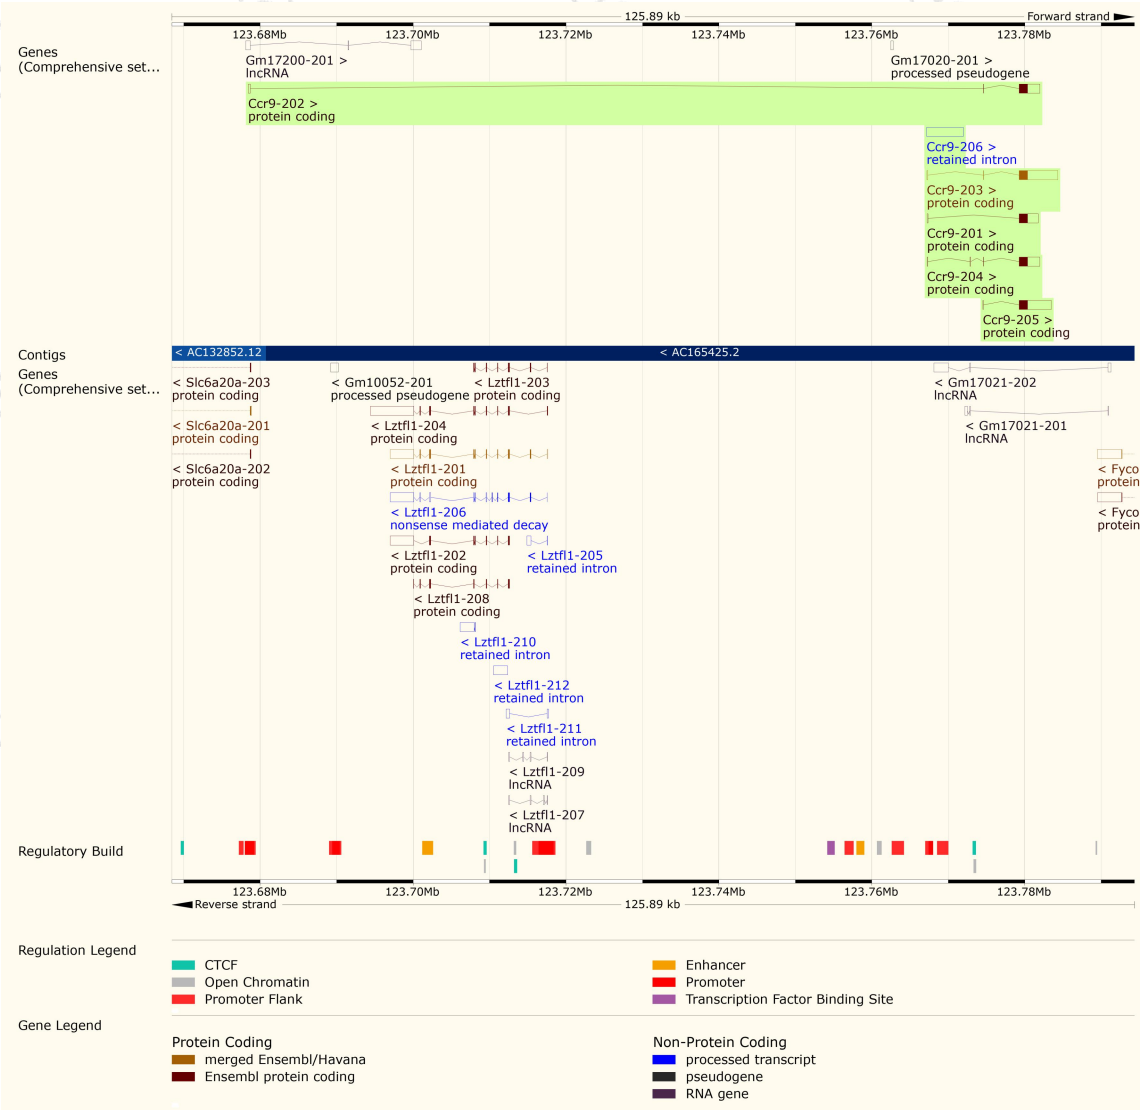 125.89 kb
Forward strand
123.68Mb 123.70Mb 123.72Mb 123.74Mb 123.76Mb 123.78Mb
Genes
(Comprehensive set...
Gm17200-201 >
lncRNA
Gm17020-201 >
processed pseudogene
Ccr9-202 >
protein coding
Ccr9-206 >
retained intron
Ccr9-203 >
protein coding
Ccr9-201 >
protein coding
Ccr9-204 >
protein coding
Ccr9-205 >
protein coding
Contigs
< AC132852.12
< AC165425.2
Genes
(Comprehensive set...
< Slc6a20a-203
protein coding
< Gm10052-201
processed pseudogene
< Lztfl1-203
protein coding
< Gm17021-202
lncRNA
< Slc6a20a-201
protein coding
< Lztfl1-204
protein coding
< Gm17021-201
lncRNA
< Slc6a20a-202
protein coding
< Lztfl1-201
protein coding
< Fyco
protein
< Lztfl1-206
nonsense mediated decay
< Fyco
protein
< Lztfl1-202
protein coding
< Lztfl1-205
retained intron
< Lztfl1-208
protein coding
< Lztfl1-210
retained intron
< Lztfl1-212
retained intron
< Lztfl1-211
retained intron
< Lztfl1-209
lncRNA
< Lztfl1-207
lncRNA
Regulatory Build
123.68Mb 123.70Mb 123.72Mb 123.74Mb 123.76Mb 123.78Mb
Reverse strand
125.89 kb
Regulation Legend
CTCF
Open Chromatin
Promoter Flank
Enhancer
Promoter
Transcription Factor Binding Site
Gene Legend
Protein Coding
merged Ensembl/Havana
Ensembl protein coding
Non-Protein Coding
processed transcript
pseudogene
RNA gene